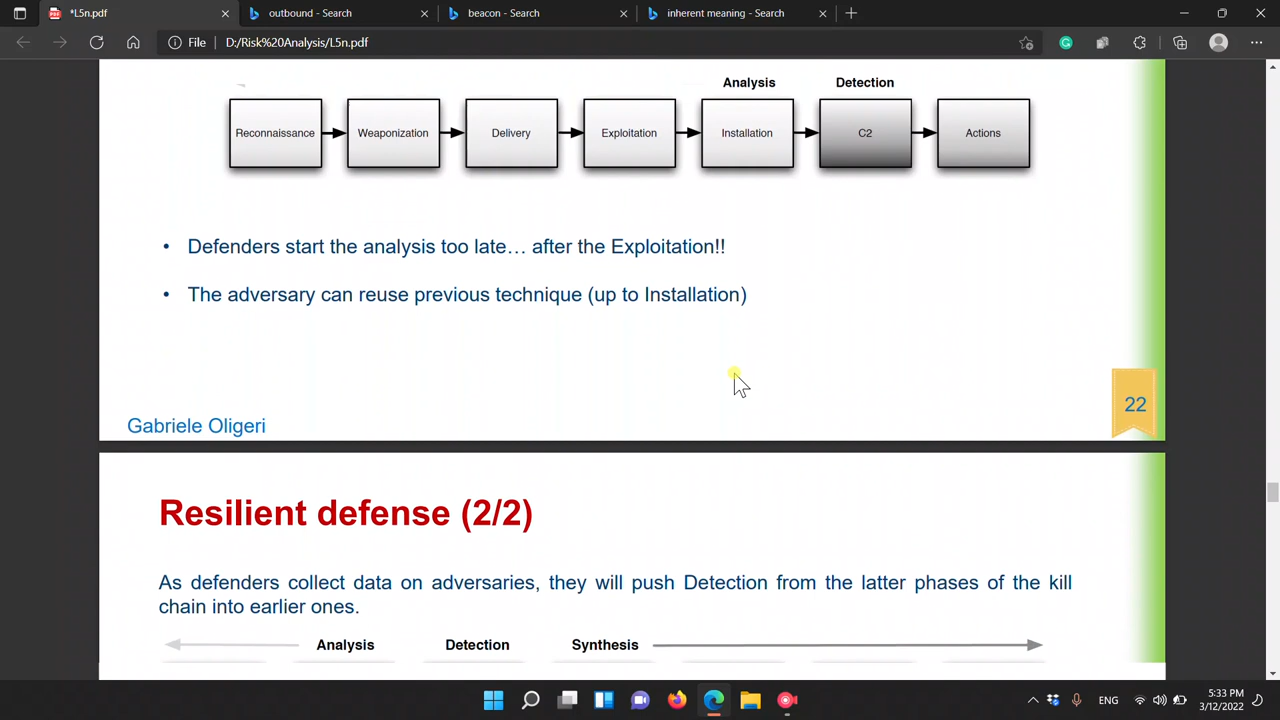 *L5n.pdf
outbound - Search
beacon - Search
inherent meaning - Search
File
D:/Risk%20Analysis/L5n.pdf
Analysis Detection
Reconnaissance Weaponization Delivery Exploitation Installation C2 Actions
• Defenders start the analysis too late… after the Exploitation!!
• The adversary can reuse previous technique (up to Installation)
22
Gabriele Oligeri
Resilient defense (2/2)
As defenders collect data on adversaries, they will push Detection from the latter phases of the kill
chain into earlier ones.
Analysis Detection Synthesis
ENG
5:33 PM
3/12/2022